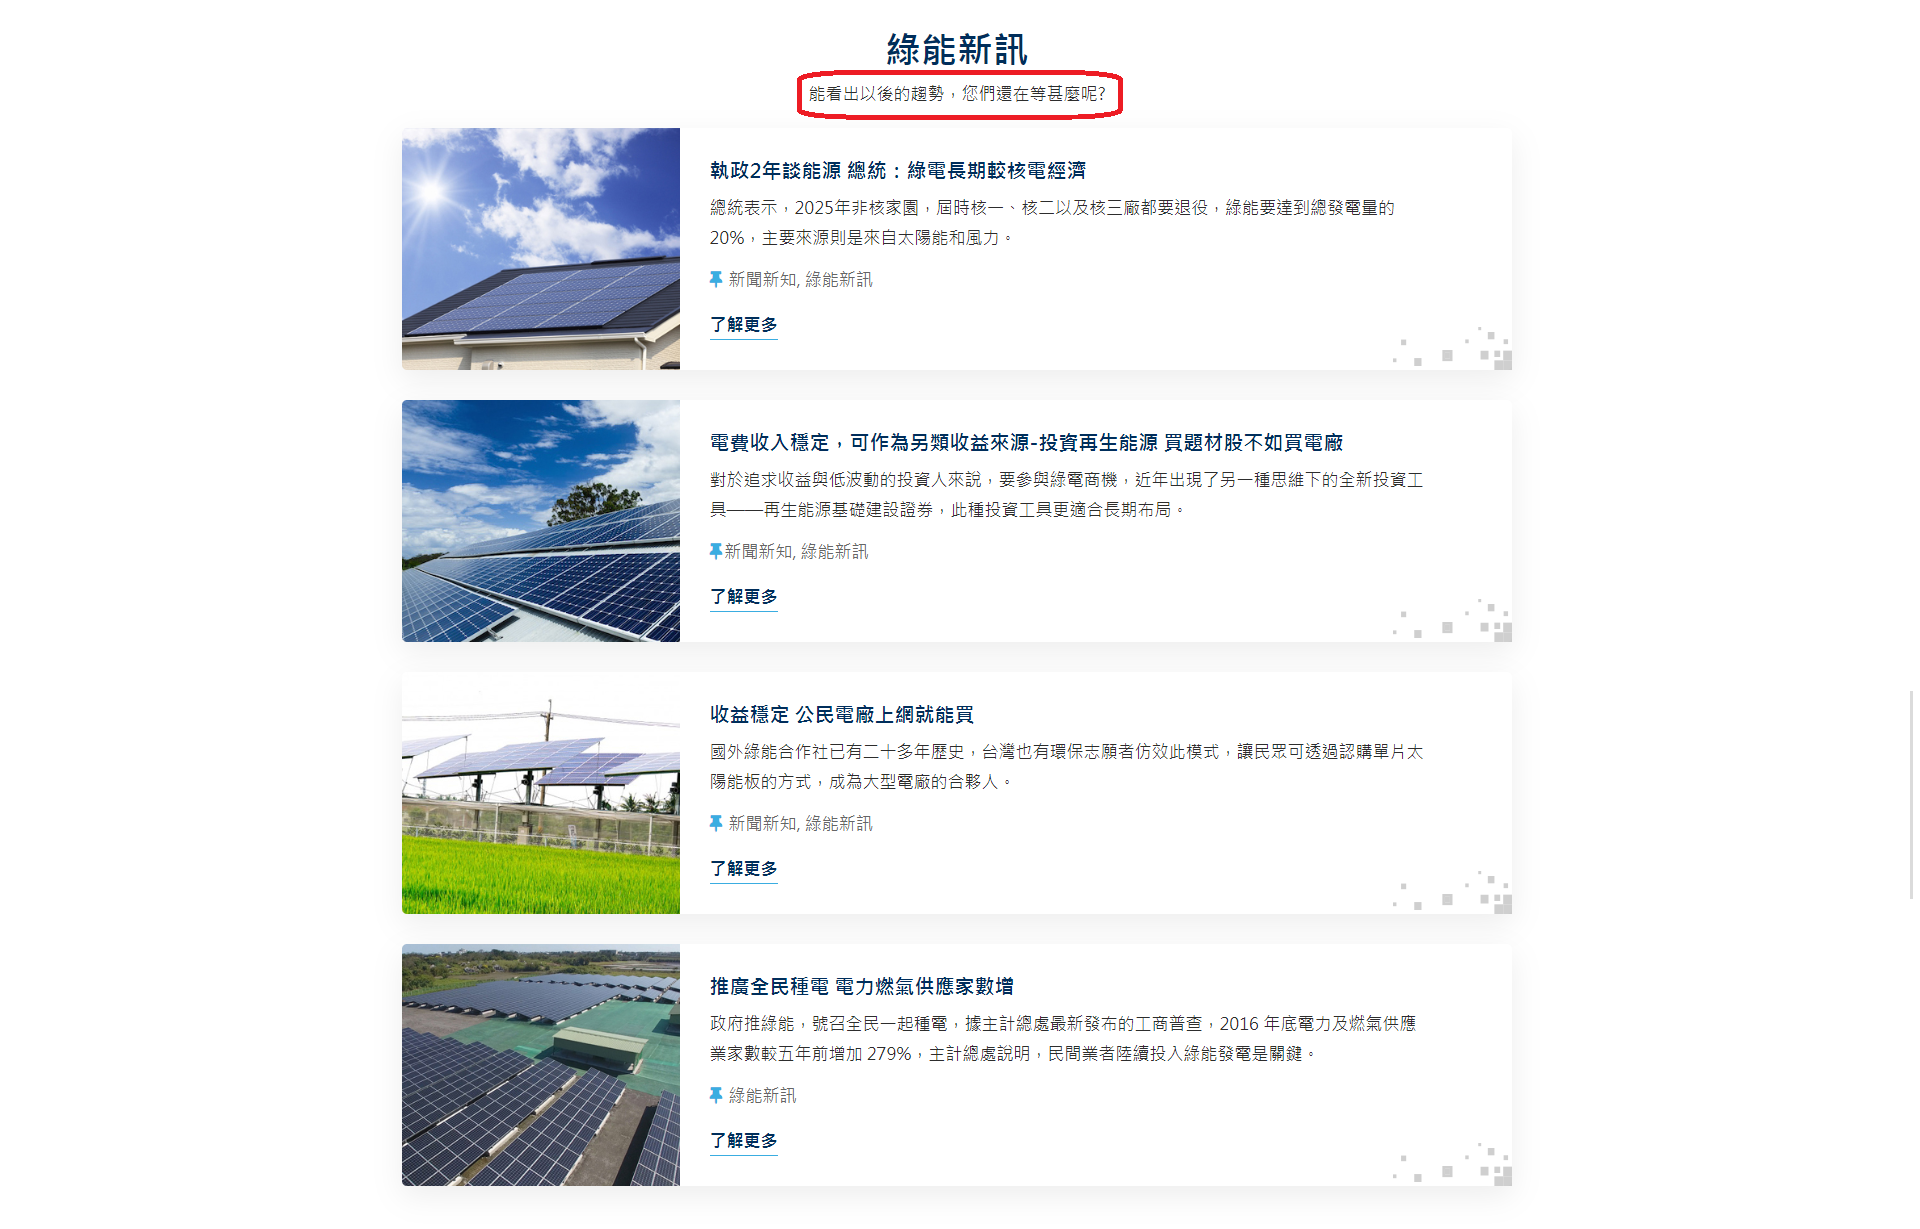 綠能新訊
能看出以後的趨勢，您們還在等甚麼呢?
執政2年談能源 總統：綠電長期較核電經濟
總統表示，2025年非核家園，屆時核一、核二以及核三廠都要退役，綠能要達到總發電量的
20%，主要來源則是來自太陽能和風力。
新聞新知, 綠能新訊
了解更多
電費收入穩定，可作為另類收益來源-投資再生能源 買題材股不如買電廠
對於追求收益與低波動的投資人來說，要參與綠電商機，近年出現了另一種思維下的全新投資工
具——再生能源基礎建設證券，此種投資工具更適合長期布局。
新聞新知, 綠能新訊
了解更多
收益穩定 公民電廠上網就能買
國外綠能合作社已有二十多年歷史，台灣也有環保志願者仿效此模式，讓民眾可透過認購單片太
陽能板的方式，成為大型電廠的合夥人。
新聞新知, 綠能新訊
了解更多
推廣全民種電 電力燃氣供應家數增
政府推綠能，號召全民一起種電，據主計總處最新發布的工商普查，2016 年底電力及燃氣供應
業家數較五年前增加 279%，主計總處說明，民間業者陸續投入綠能發電是關鍵。
綠能新訊
了解更多